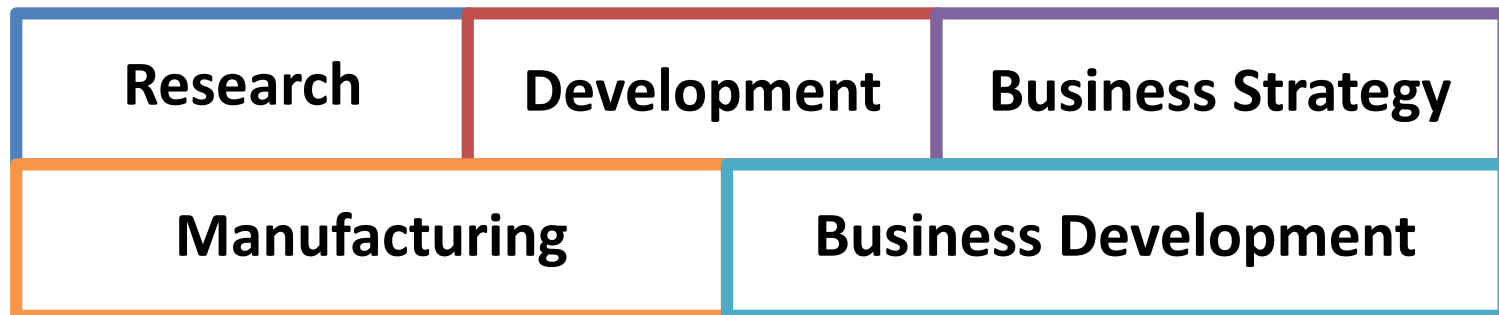 Research
Development
Business Strategy
Manufacturing
Business Development